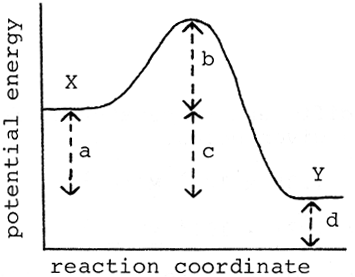 potential energy
X
b
a
c
Y
d
reaction coordinate